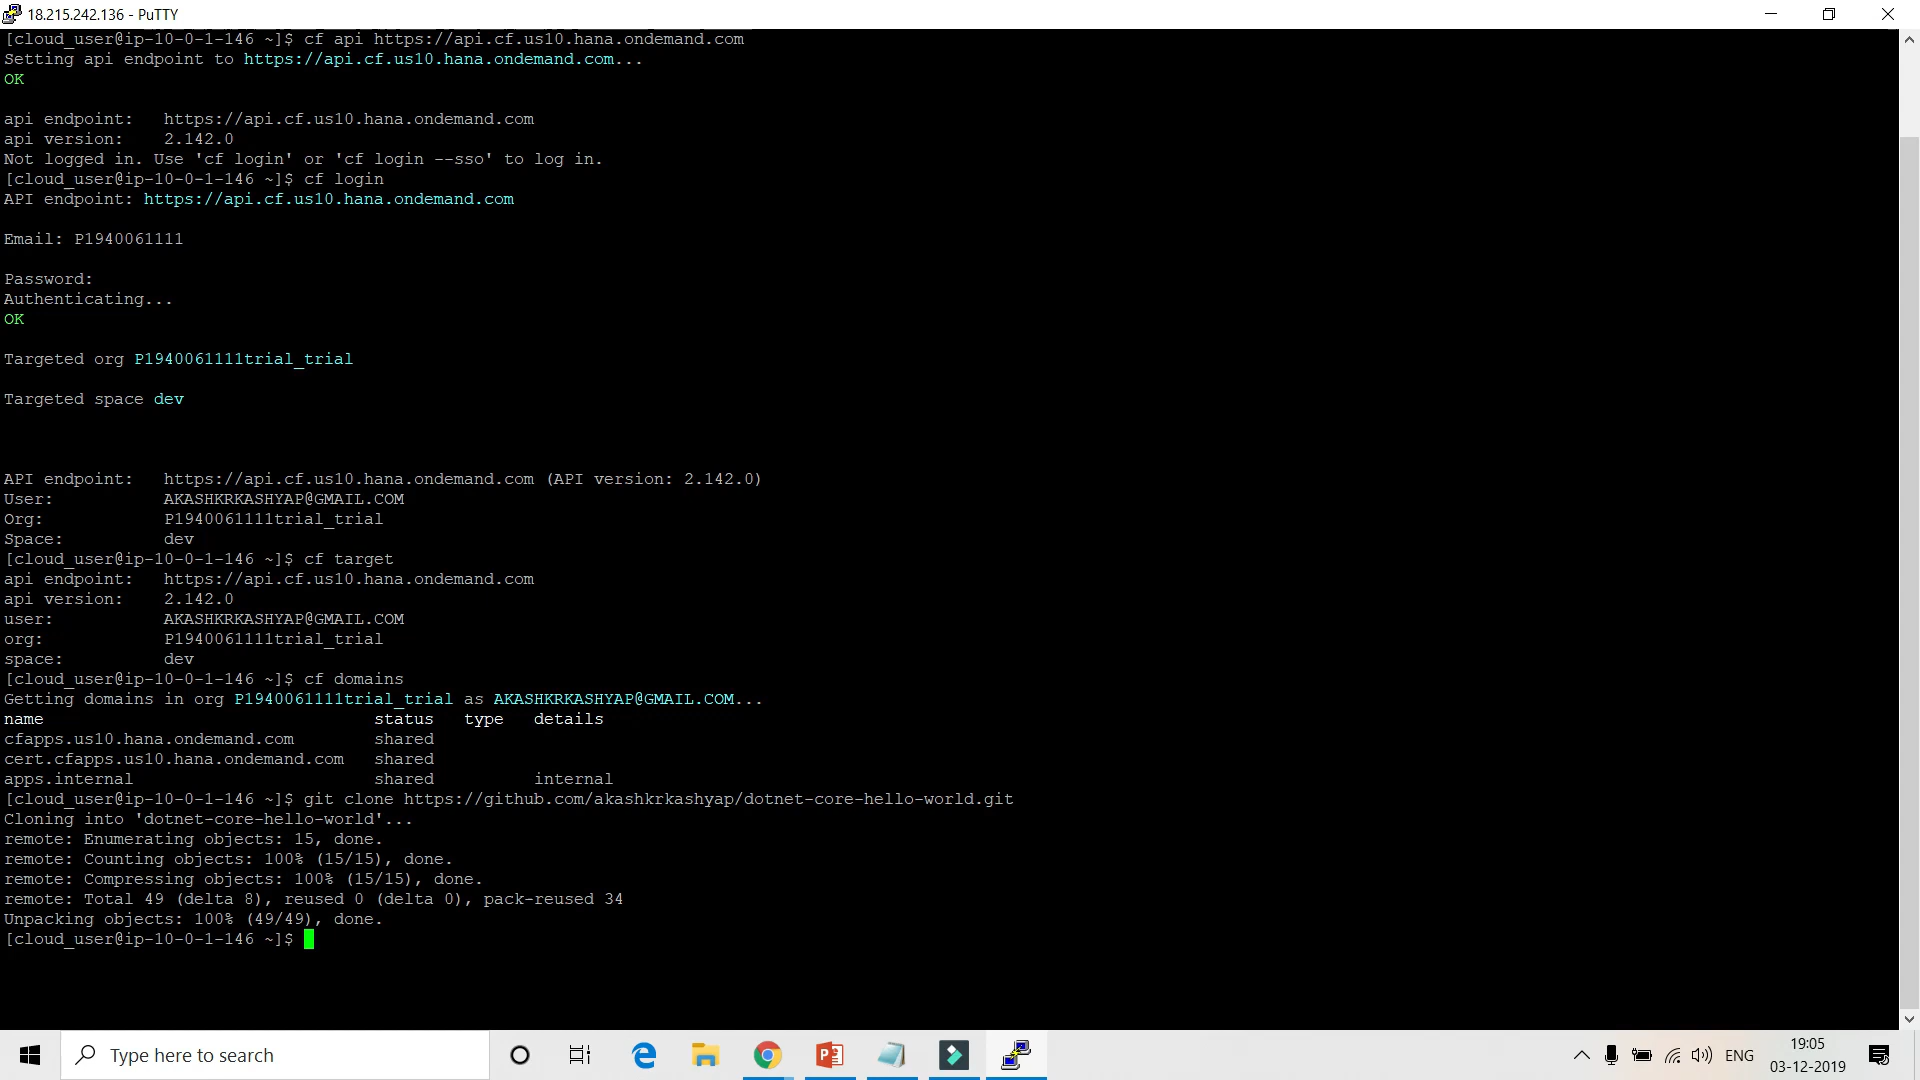 18.215.242.136 - PuTTY
[cloud_user@ip-10-0-1-146 ~]$ cf api https://api.cf.us10.hana.ondemand.com
Setting api endpoint to https://api.cf.us10.hana.ondemand.com...
OK
api endpoint:   https://api.cf.us10.hana.ondemand.com
api version:    2.142.0
Not logged in. Use 'cf login' or 'cf login --sso' to log in.
[cloud_user@ip-10-0-1-146 ~]$ cf login
API endpoint: https://api.cf.us10.hana.ondemand.com
Email: P1940061111
Password:
Authenticating...
OK
Targeted org P1940061111trial_trial
Targeted space dev
API endpoint:   https://api.cf.us10.hana.ondemand.com (API version: 2.142.0)
User:           AKASHKRKASHYAP@GMAIL.COM
Org:            P1940061111trial_trial
Space:          dev
[cloud_user@ip-10-0-1-146 ~]$ cf target
api endpoint:   https://api.cf.us10.hana.ondemand.com
api version:    2.142.0
user:           AKASHKRKASHYAP@GMAIL.COM
org:            P1940061111trial_trial
space:          dev
[cloud_user@ip-10-0-1-146 ~]$ cf domains
Getting domains in org P1940061111trial_trial as AKASHKRKASHYAP@GMAIL.COM...
name                                 status   type   details
cfapps.us10.hana.ondemand.com        shared
cert.cfapps.us10.hana.ondemand.com   shared
apps.internal                        shared          internal
[cloud_user@ip-10-0-1-146 ~]$ git clone https://github.com/akashkrkashyap/dotnet-core-hello-world.git
Cloning into 'dotnet-core-hello-world'...
remote: Enumerating objects: 15, done.
remote: Counting objects: 100% (15/15), done.
remote: Compressing objects: 100% (15/15), done.
remote: Total 49 (delta 8), reused 0 (delta 0), pack-reused 34
Unpacking objects: 100% (49/49), done.
[cloud_user@ip-10-0-1-146 ~]$
Type here to search
ENG
19:05
03-12-2019